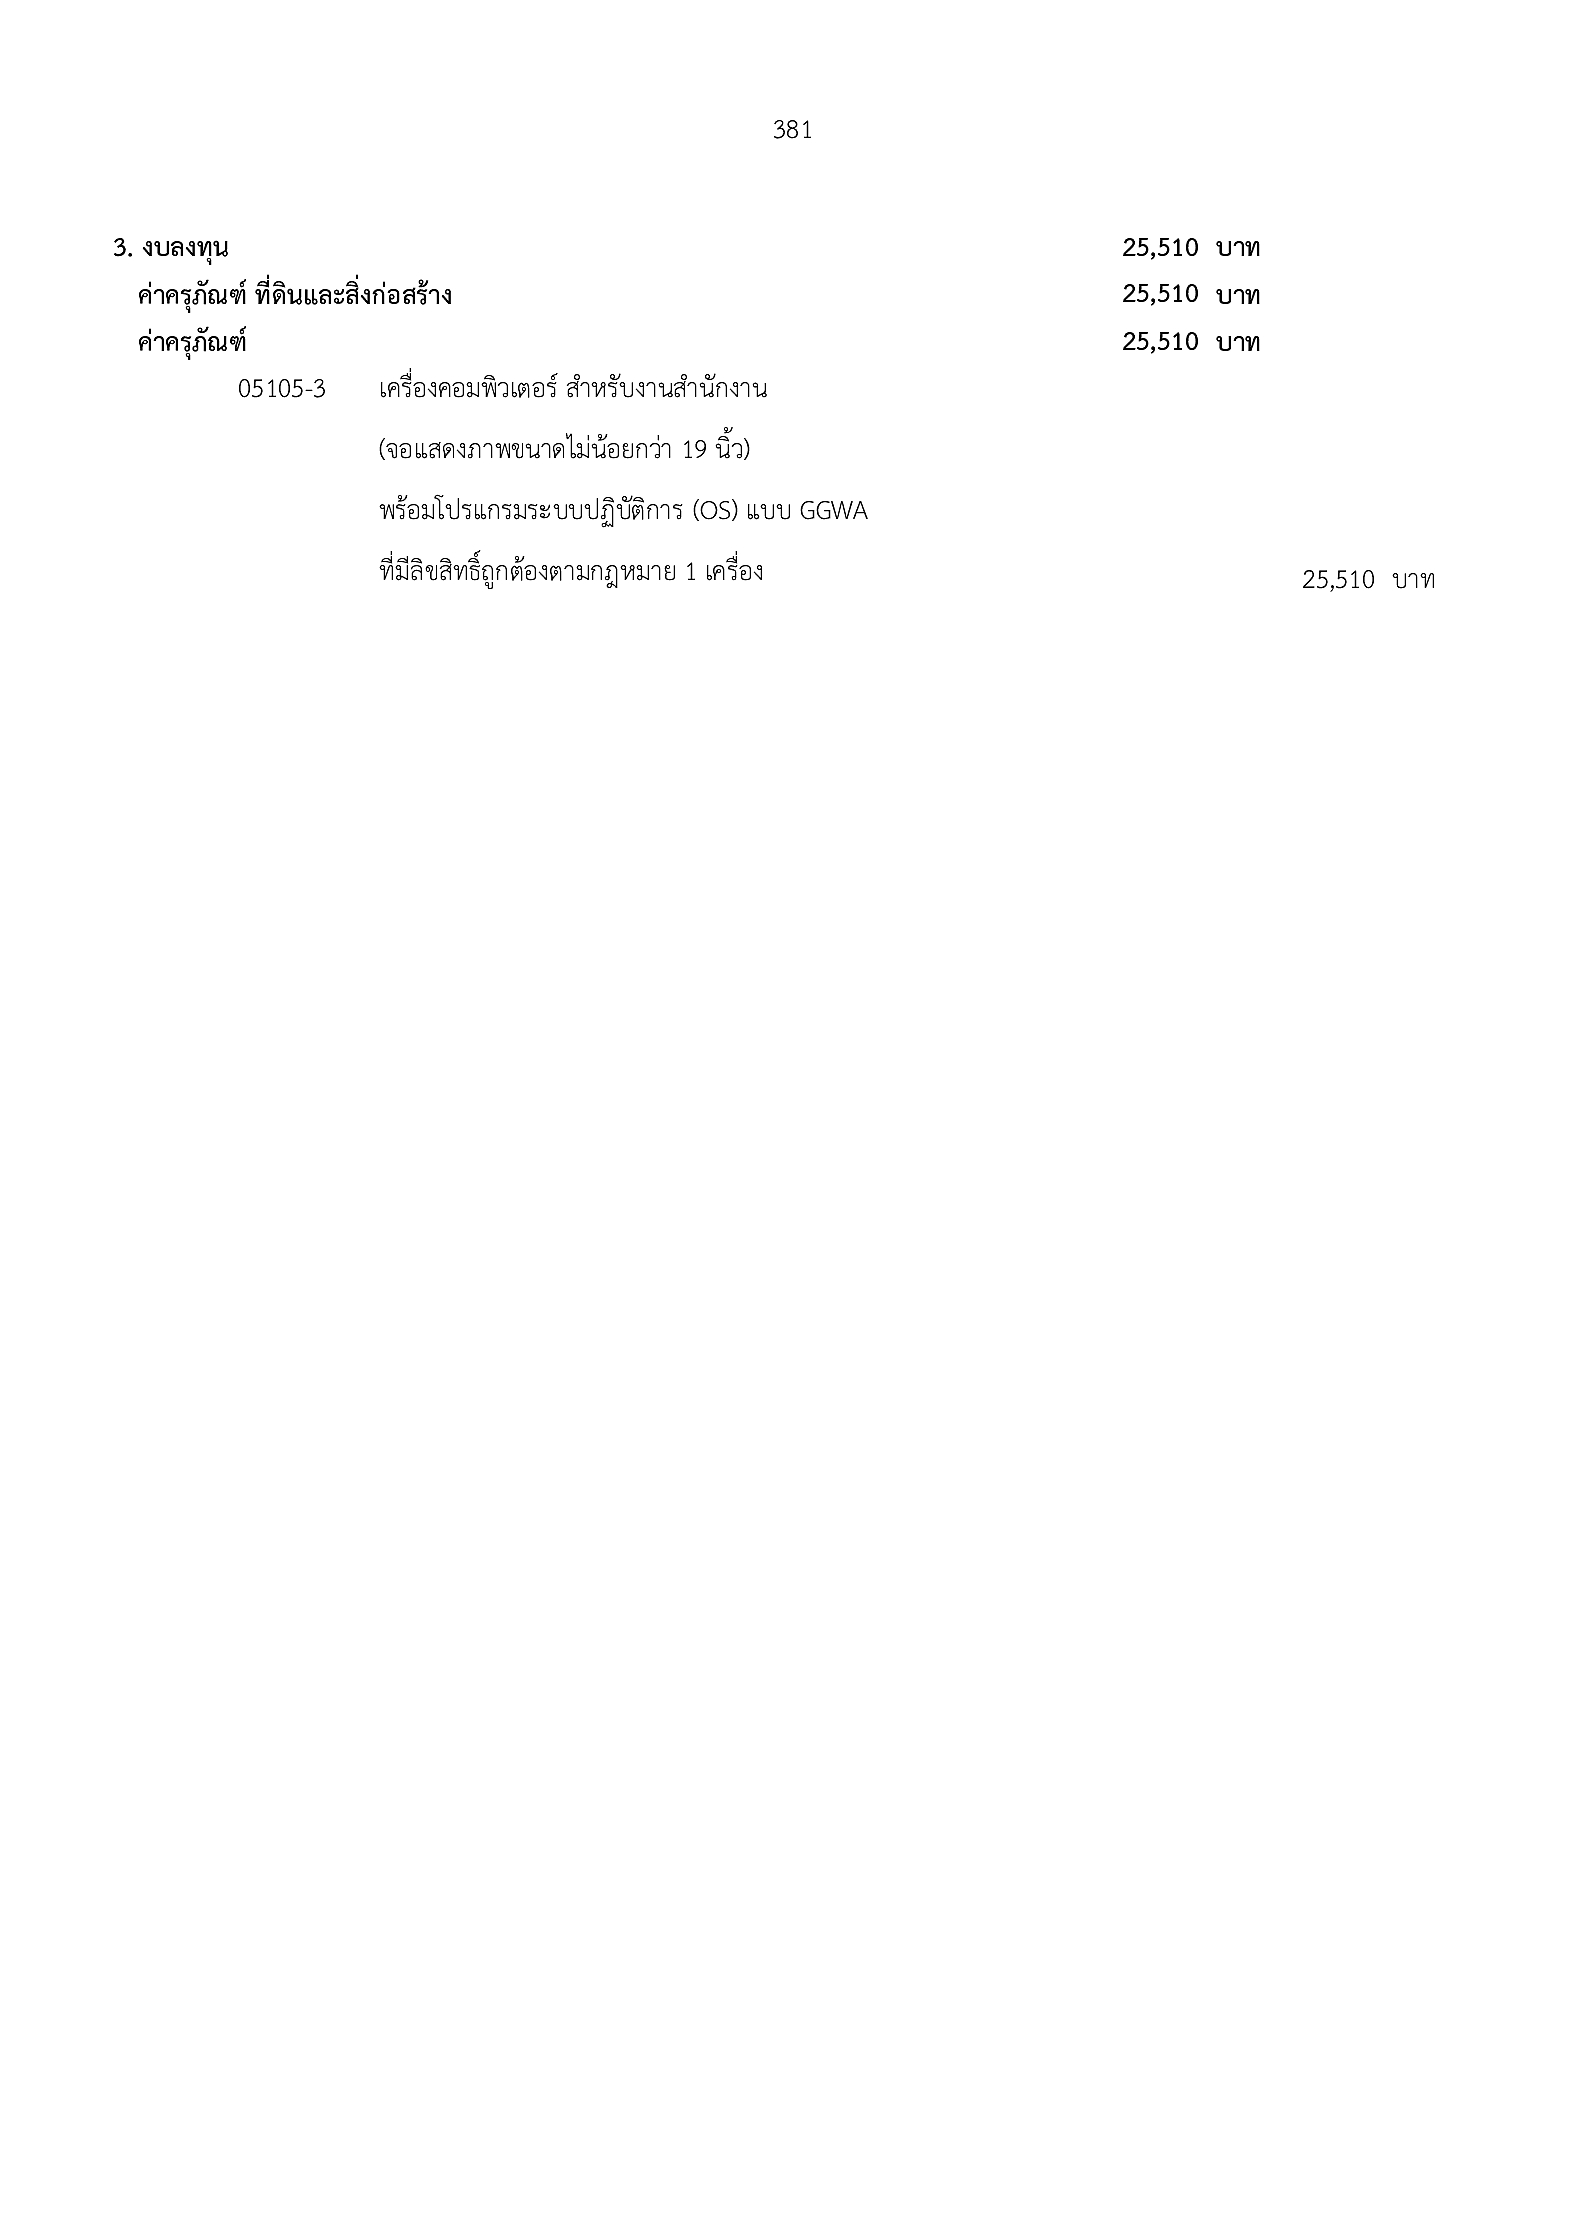 381
3. งบลงทุน 25,510 บาท
ค่าครุภัณฑ์ ที่ดินและสิ่งก่อสร้าง 25,510 บาท
ค่าครุภัณฑ์ 25,510 บาท
05105-3 เครื่องคอมพิวเตอร์ สำหรับงานสำนักงาน
(จอแสดงภาพขนาดไม่น้อยกว่า 19 นิ้ว)
พร้อมโปรแกรมระบบปฏิบัติการ (OS) แบบ GGWA
ที่มีลิขสิทธิ์ถูกต้องตามกฎหมาย 1 เครื่อง 25,510 บาท